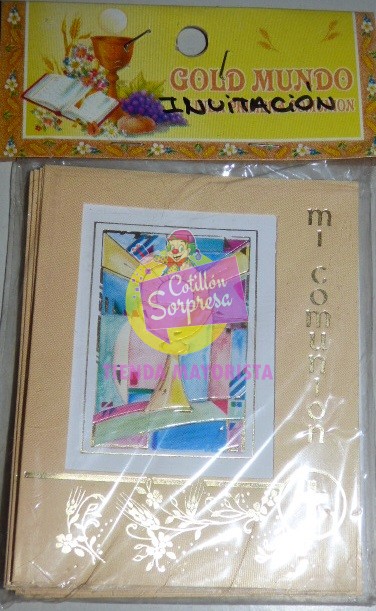 GOLD MUNDO
INVITACION
Cotillón
Sorpresa
TIENDA MAYORISTA
mi comunion